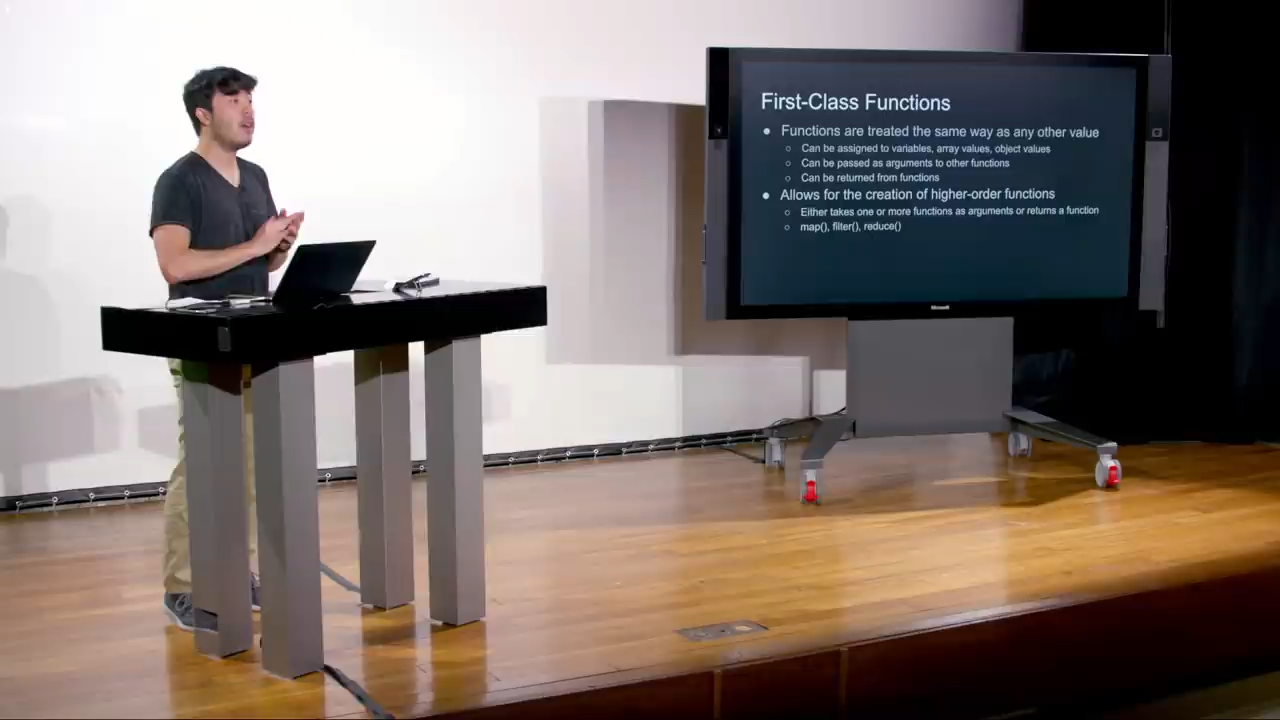 First-Class Functions
● Functions are treated the same way as any other value
○ Can be assigned to variables, array values, object values
○ Can be passed as arguments to other functions
○ Can be returned from functions
● Allows for the creation of higher-order functions
○ Either takes one or more functions as arguments or returns a function
○ map(), filter(), reduce()
Microsoft